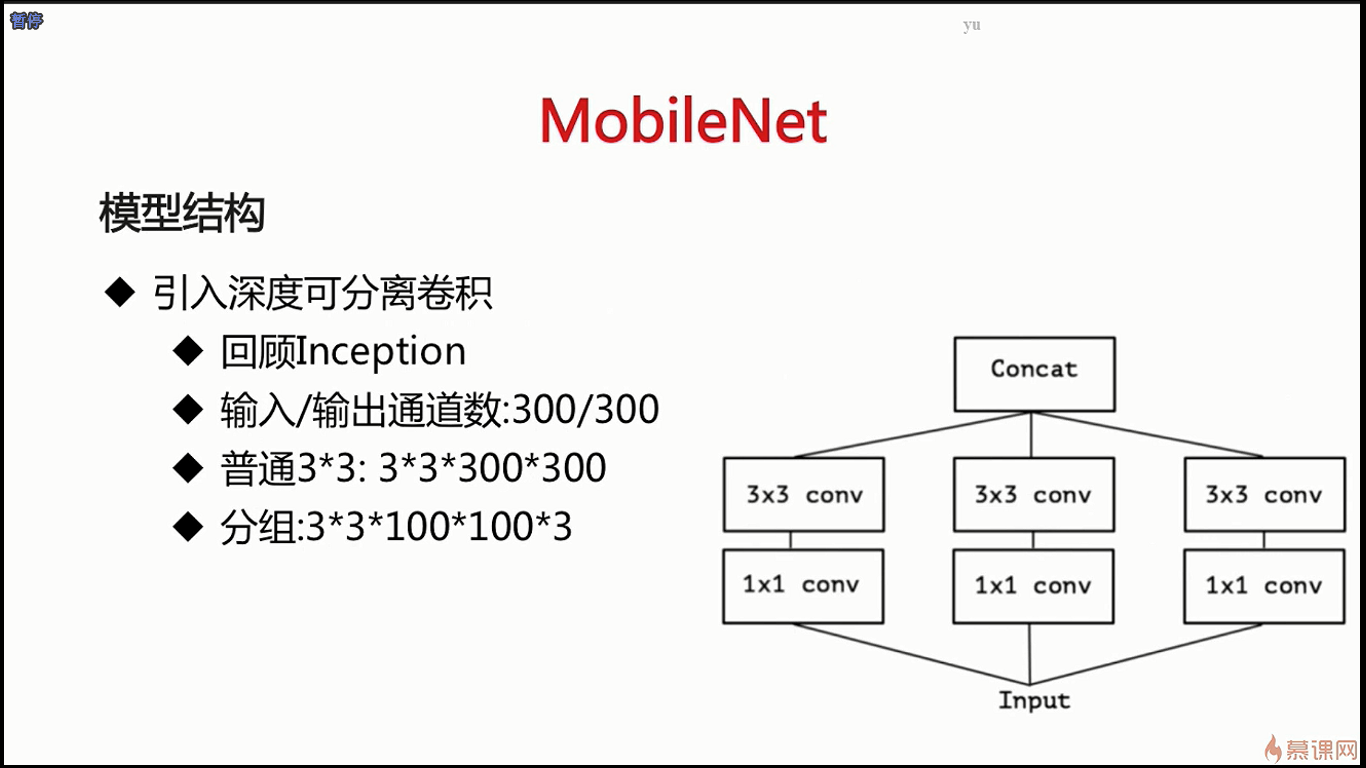 暂停
yu
MobileNet
模型结构
◆ 引入深度可分离卷积
◆ 回顾Inception
◆ 输入/输出通道数:300/300
◆ 普通3*3: 3*3*300*300
◆ 分组:3*3*100*100*3
Concat
3x3 conv 3x3 conv 3x3 conv
1x1 conv 1x1 conv 1x1 conv
Input
慕课网